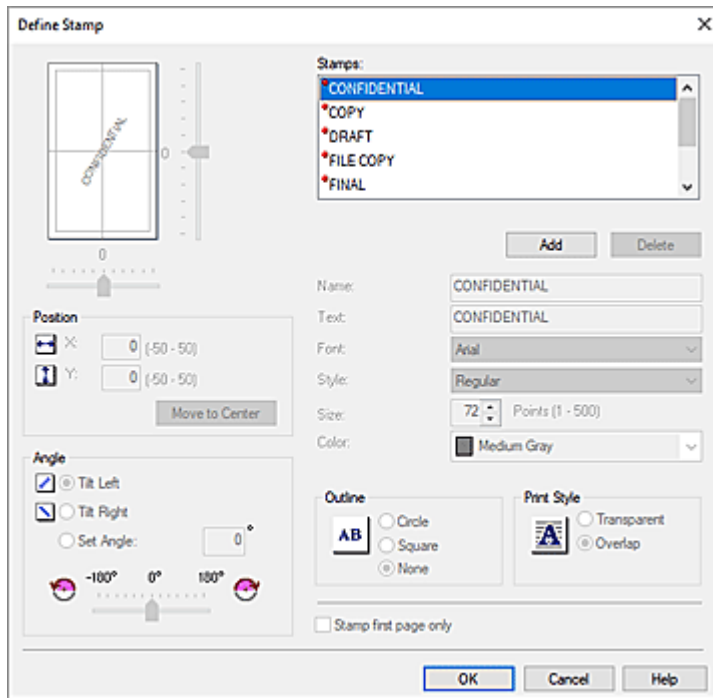 Define Stamp
CONFIDENTIAL
0
0
Position
X: 0 (-50 - 50)
Y: 0 (-50 - 50)
Move to Center
Angle
Tilt Left
Tilt Right
Set Angle: 0 °
-180° 0° 180°
Stamps:
CONFIDENTIAL
COPY
DRAFT
FILE COPY
FINAL
Add Delete
Name: CONFIDENTIAL
Text: CONFIDENTIAL
Font: Arial
Style: Regular
Size: 72 Points (1 - 500)
Color: Medium Gray
Outline
AB
Circle
Square
None
Print Style
A
Transparent
Overlap
Stamp first page only
OK Cancel Help